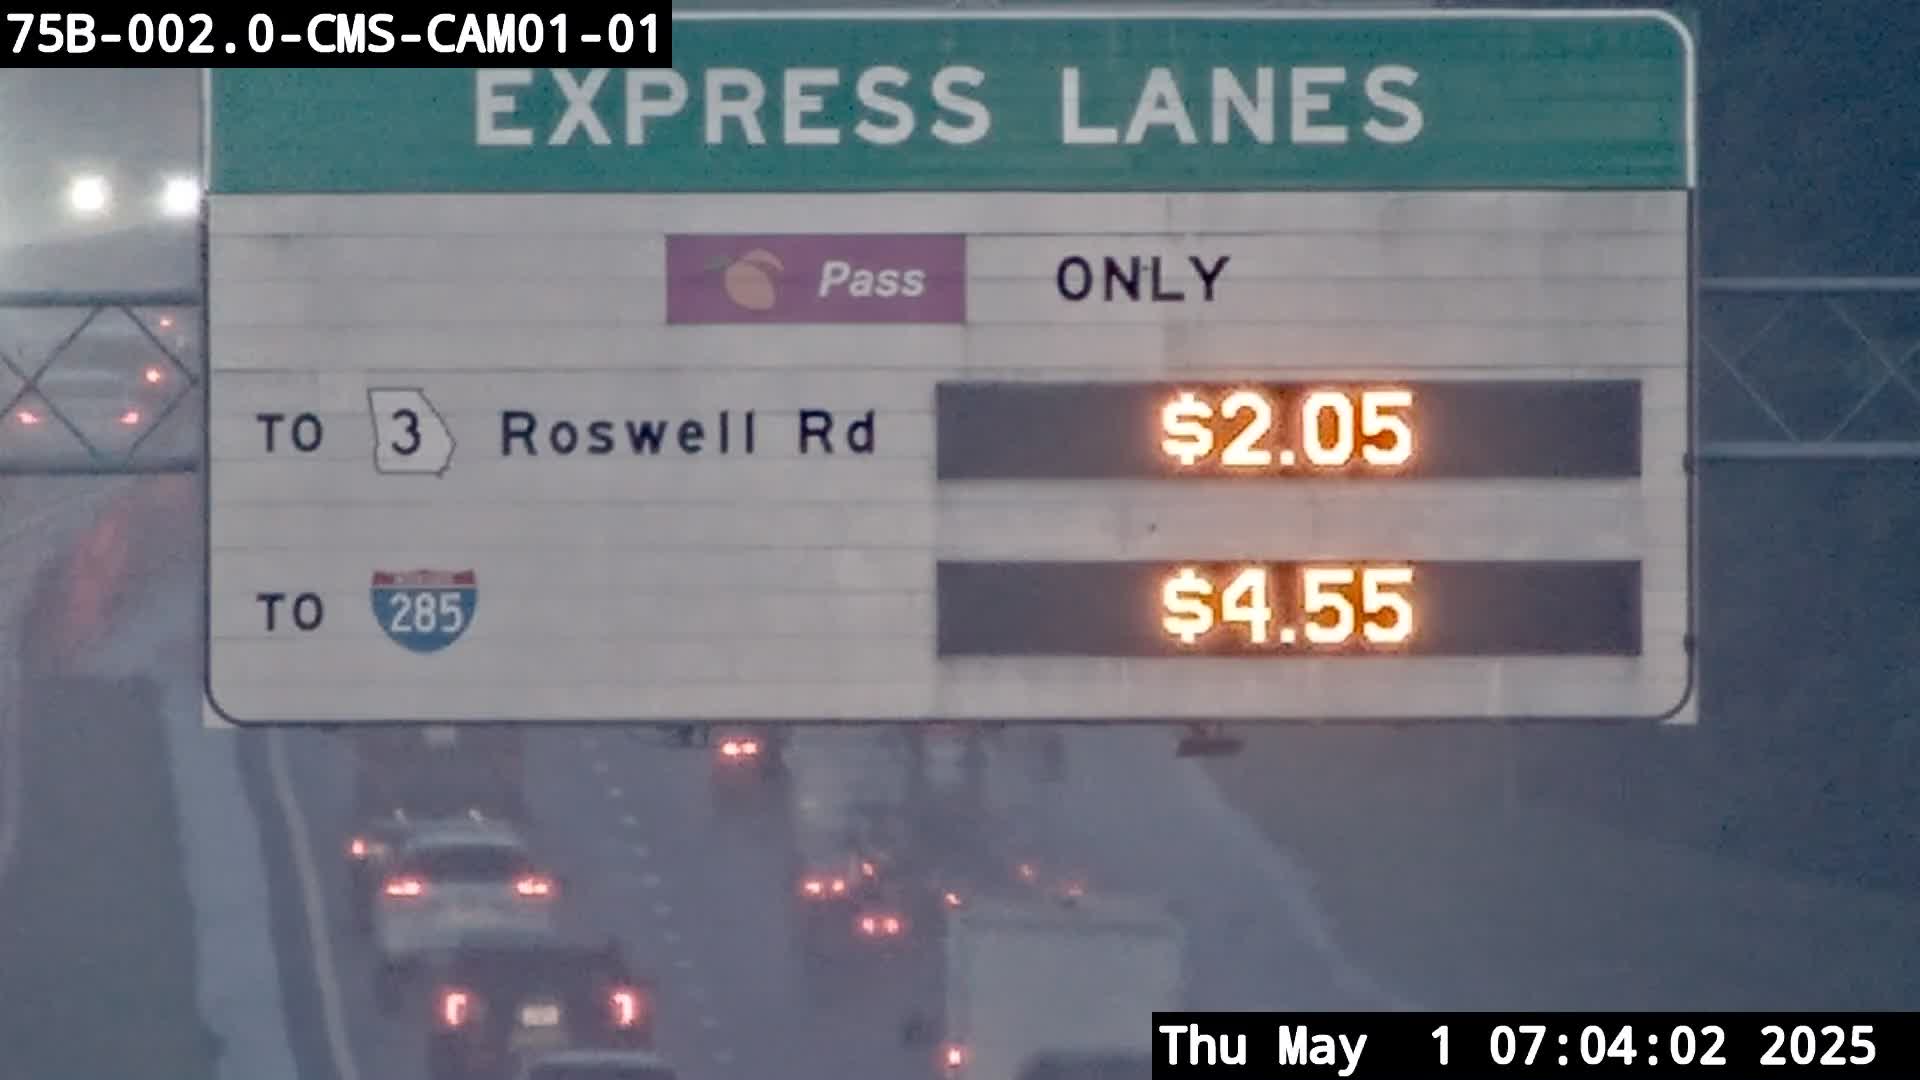 75B-002.0-CMS-CAM01-01
EXPRESS LANES
Pass ONLY
TO 3 Roswell Rd $2.05
TO 285 $4.55
Thu May 1 07:04:02 2025